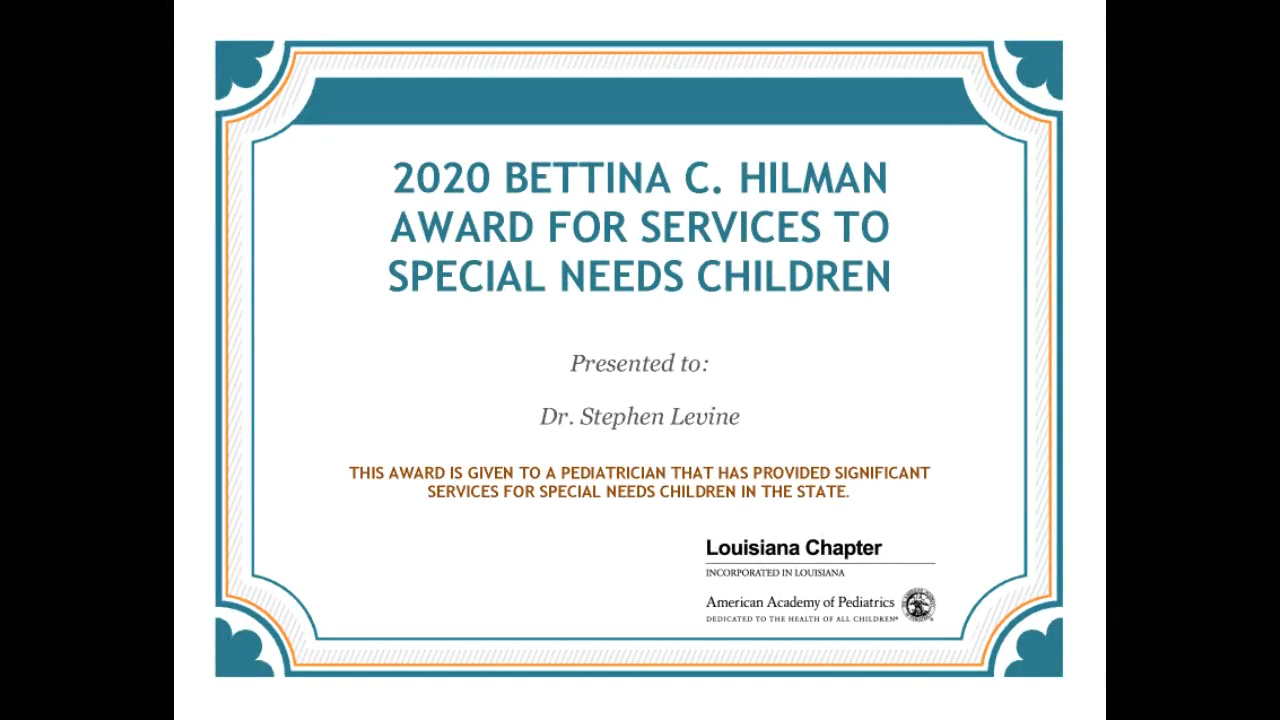 2020 BETTINA C. HILMAN
AWARD FOR SERVICES TO
SPECIAL NEEDS CHILDREN
Presented to:
Dr. Stephen Levine
THIS AWARD IS GIVEN TO A PEDIATRICIAN THAT HAS PROVIDED SIGNIFICANT
SERVICES FOR SPECIAL NEEDS CHILDREN IN THE STATE.
Louisiana Chapter
INCORPORATED IN LOUISIANA
American Academy of Pediatrics
DEDICATED TO THE HEALTH OF ALL CHILDREN®